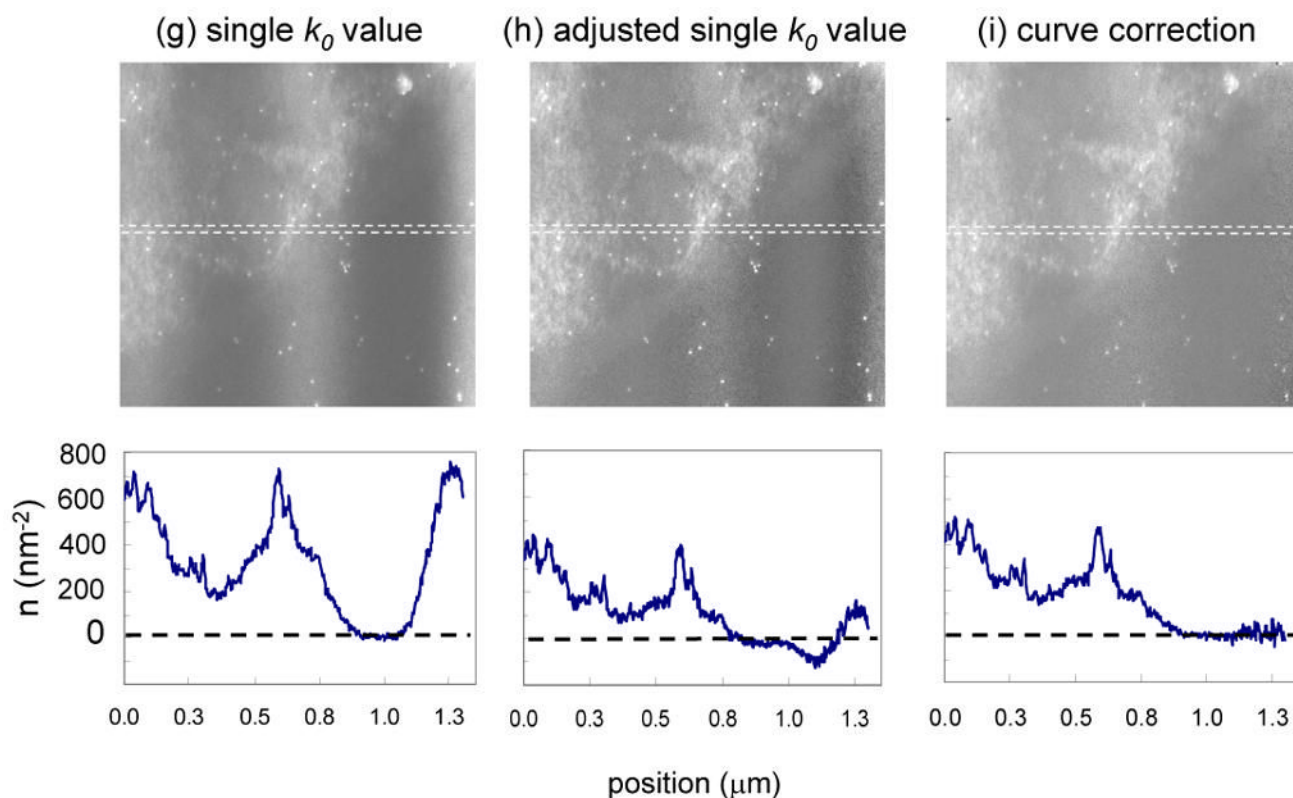 (g) single k₀ value (h) adjusted single k₀ value (i) curve correction
800
600
400
200
0
n (nm⁻²)
0.0 0.3 0.5 0.8 1.0 1.3 0.0 0.3 0.5 0.8 1.0 1.3 0.0 0.3 0.5 0.8 1.0 1.3
position (μm)